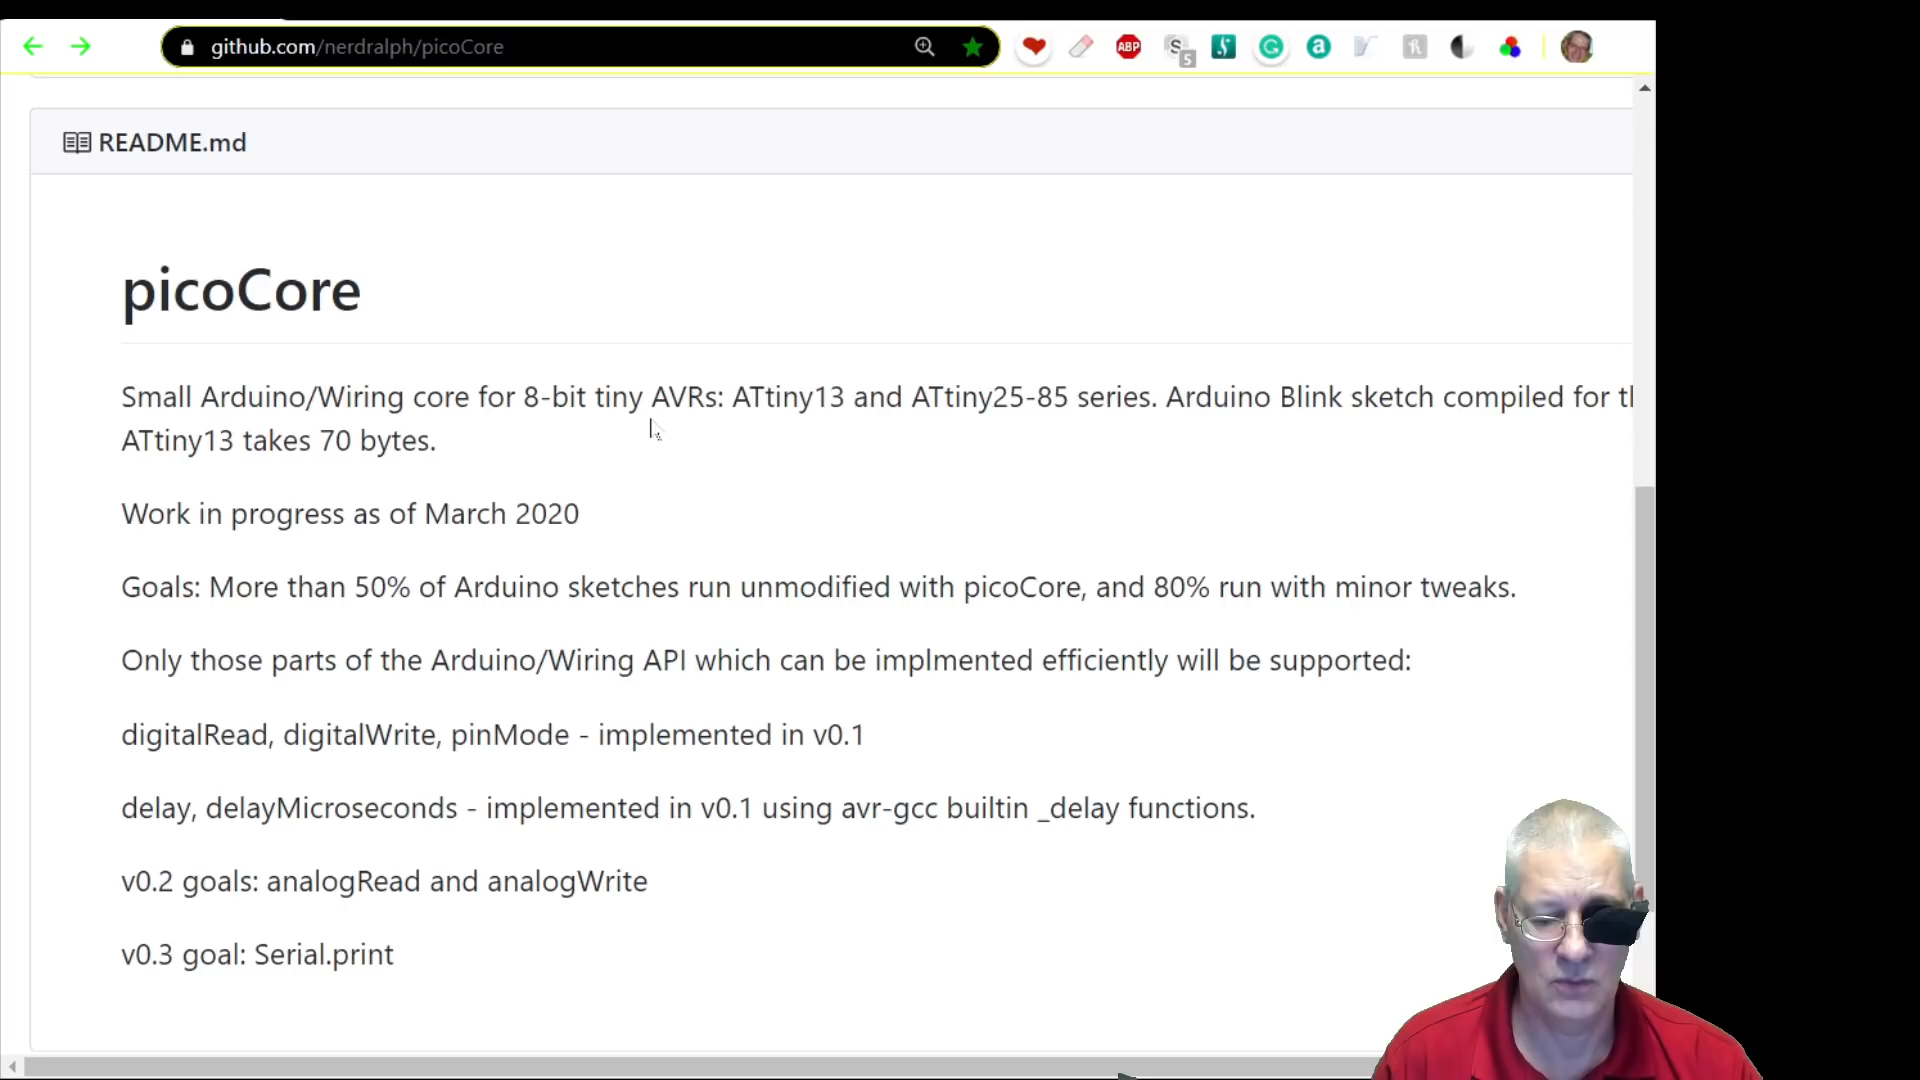 github.com/nerdralph/picoCore
ABP
S
5
README.md
picoCore
Small Arduino/Wiring core for 8-bit tiny AVRs: ATtiny13 and ATtiny25-85 series. Arduino Blink sketch compiled for tl
ATtiny13 takes 70 bytes.
Work in progress as of March 2020
Goals: More than 50% of Arduino sketches run unmodified with picoCore, and 80% run with minor tweaks.
Only those parts of the Arduino/Wiring API which can be implmented efficiently will be supported:
digitalRead, digitalWrite, pinMode - implemented in v0.1
delay, delayMicroseconds - implemented in v0.1 using avr-gcc builtin _delay functions.
v0.2 goals: analogRead and analogWrite
v0.3 goal: Serial.print